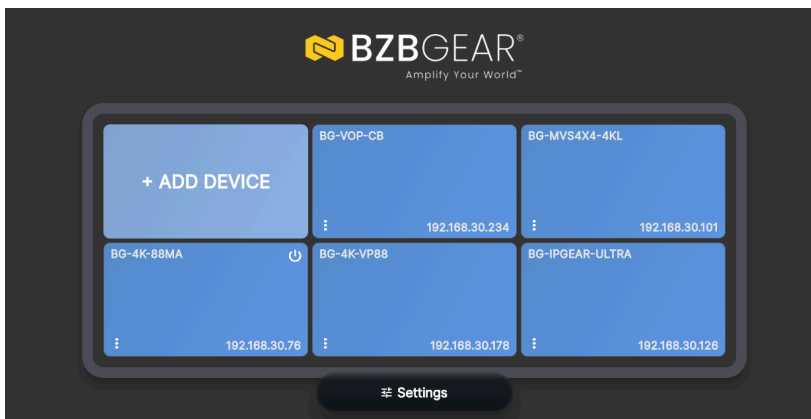 BZBGEAR®
Amplify Your World™
+ ADD DEVICE
BG-VOP-CB
192.168.30.234
BG-MVS4X4-4KL
192.168.30.101
BG-4K-88MA
192.168.30.76
BG-4K-VP88
192.168.30.178
BG-IPGEAR-ULTRA
192.168.30.126
Settings